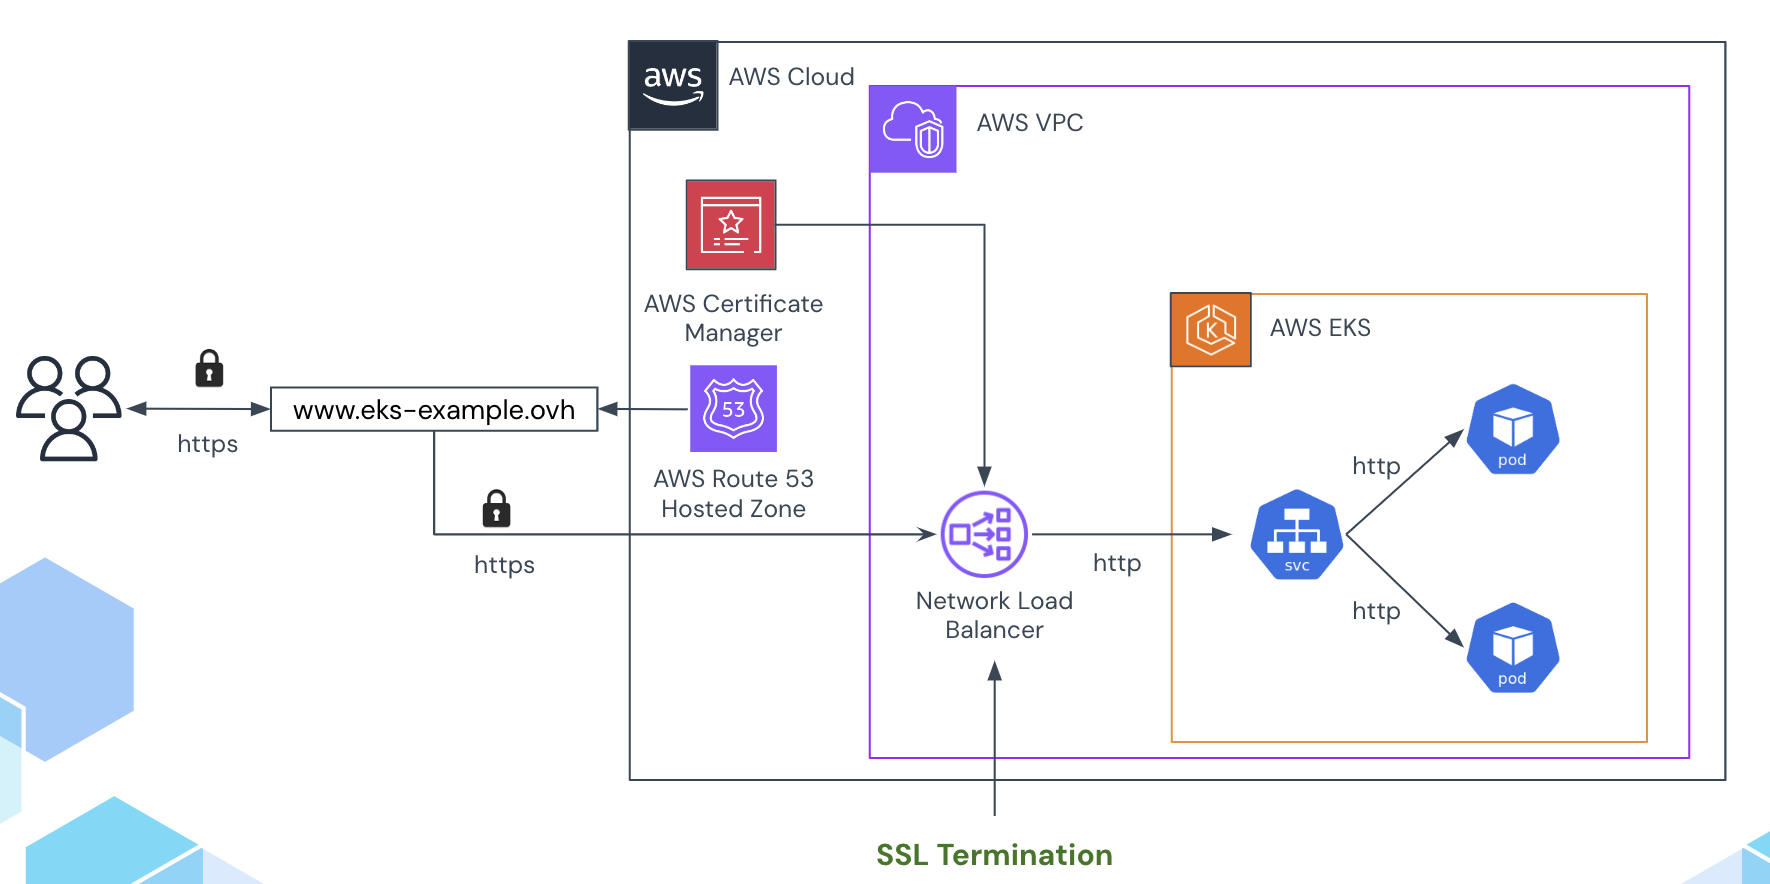 aws
AWS Cloud
AWS VPC
AWS Certificate
Manager
K
AWS EKS
www.eks-example.ovh
https
53
AWS Route 53
Hosted Zone
https
http
Network Load
Balancer
svc
http
http
pod
pod
SSL Termination